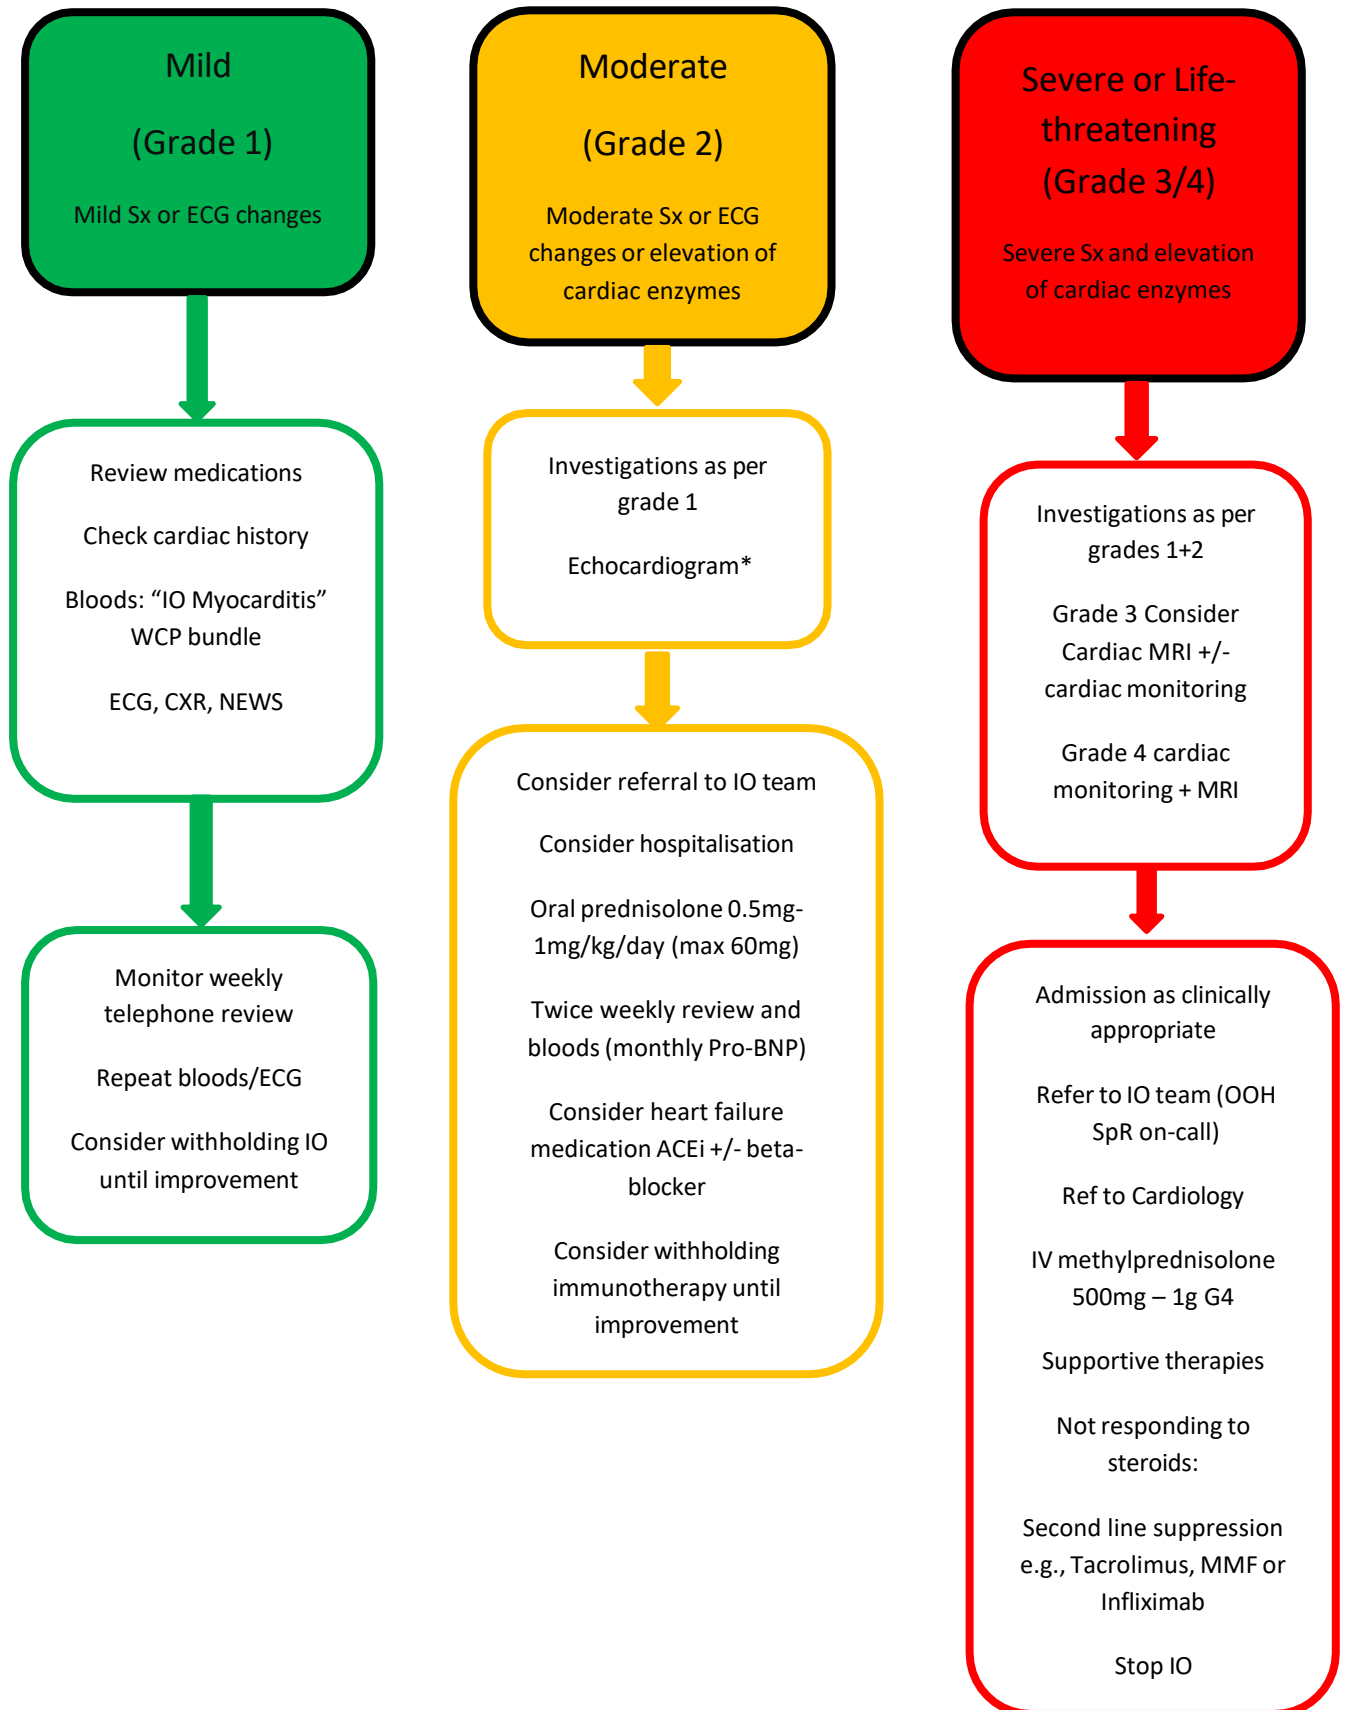 Mild
(Grade 1)
Mild Sx or ECG changes
Review medications
Check cardiac history
Bloods: “IO Myocarditis”
WCP bundle
ECG, CXR, NEWS
Monitor weekly
telephone review
Repeat bloods/ECG
Consider withholding IO
until improvement
Moderate
(Grade 2)
Moderate Sx or ECG
changes or elevation of
cardiac enzymes
Investigations as per
grade 1
Echocardiogram*
Consider referral to IO team
Consider hospitalisation
Oral prednisolone 0.5mg-
1mg/kg/day (max 60mg)
Twice weekly review and
bloods (monthly Pro-BNP)
Consider heart failure
medication ACEi +/- beta-
blocker
Consider withholding
immunotherapy until
improvement
Severe or Life-
threatening
(Grade 3/4)
Severe Sx and elevation
of cardiac enzymes
Investigations as per
grades 1+2
Grade 3 Consider
Cardiac MRI +/-
cardiac monitoring
Grade 4 cardiac
monitoring + MRI
Admission as clinically
appropriate
Refer to IO team (OOH
SpR on-call)
Ref to Cardiology
IV methylprednisolone
500mg – 1g G4
Supportive therapies
Not responding to
steroids:
Second line suppression
e.g., Tacrolimus, MMF or
Infliximab
Stop IO